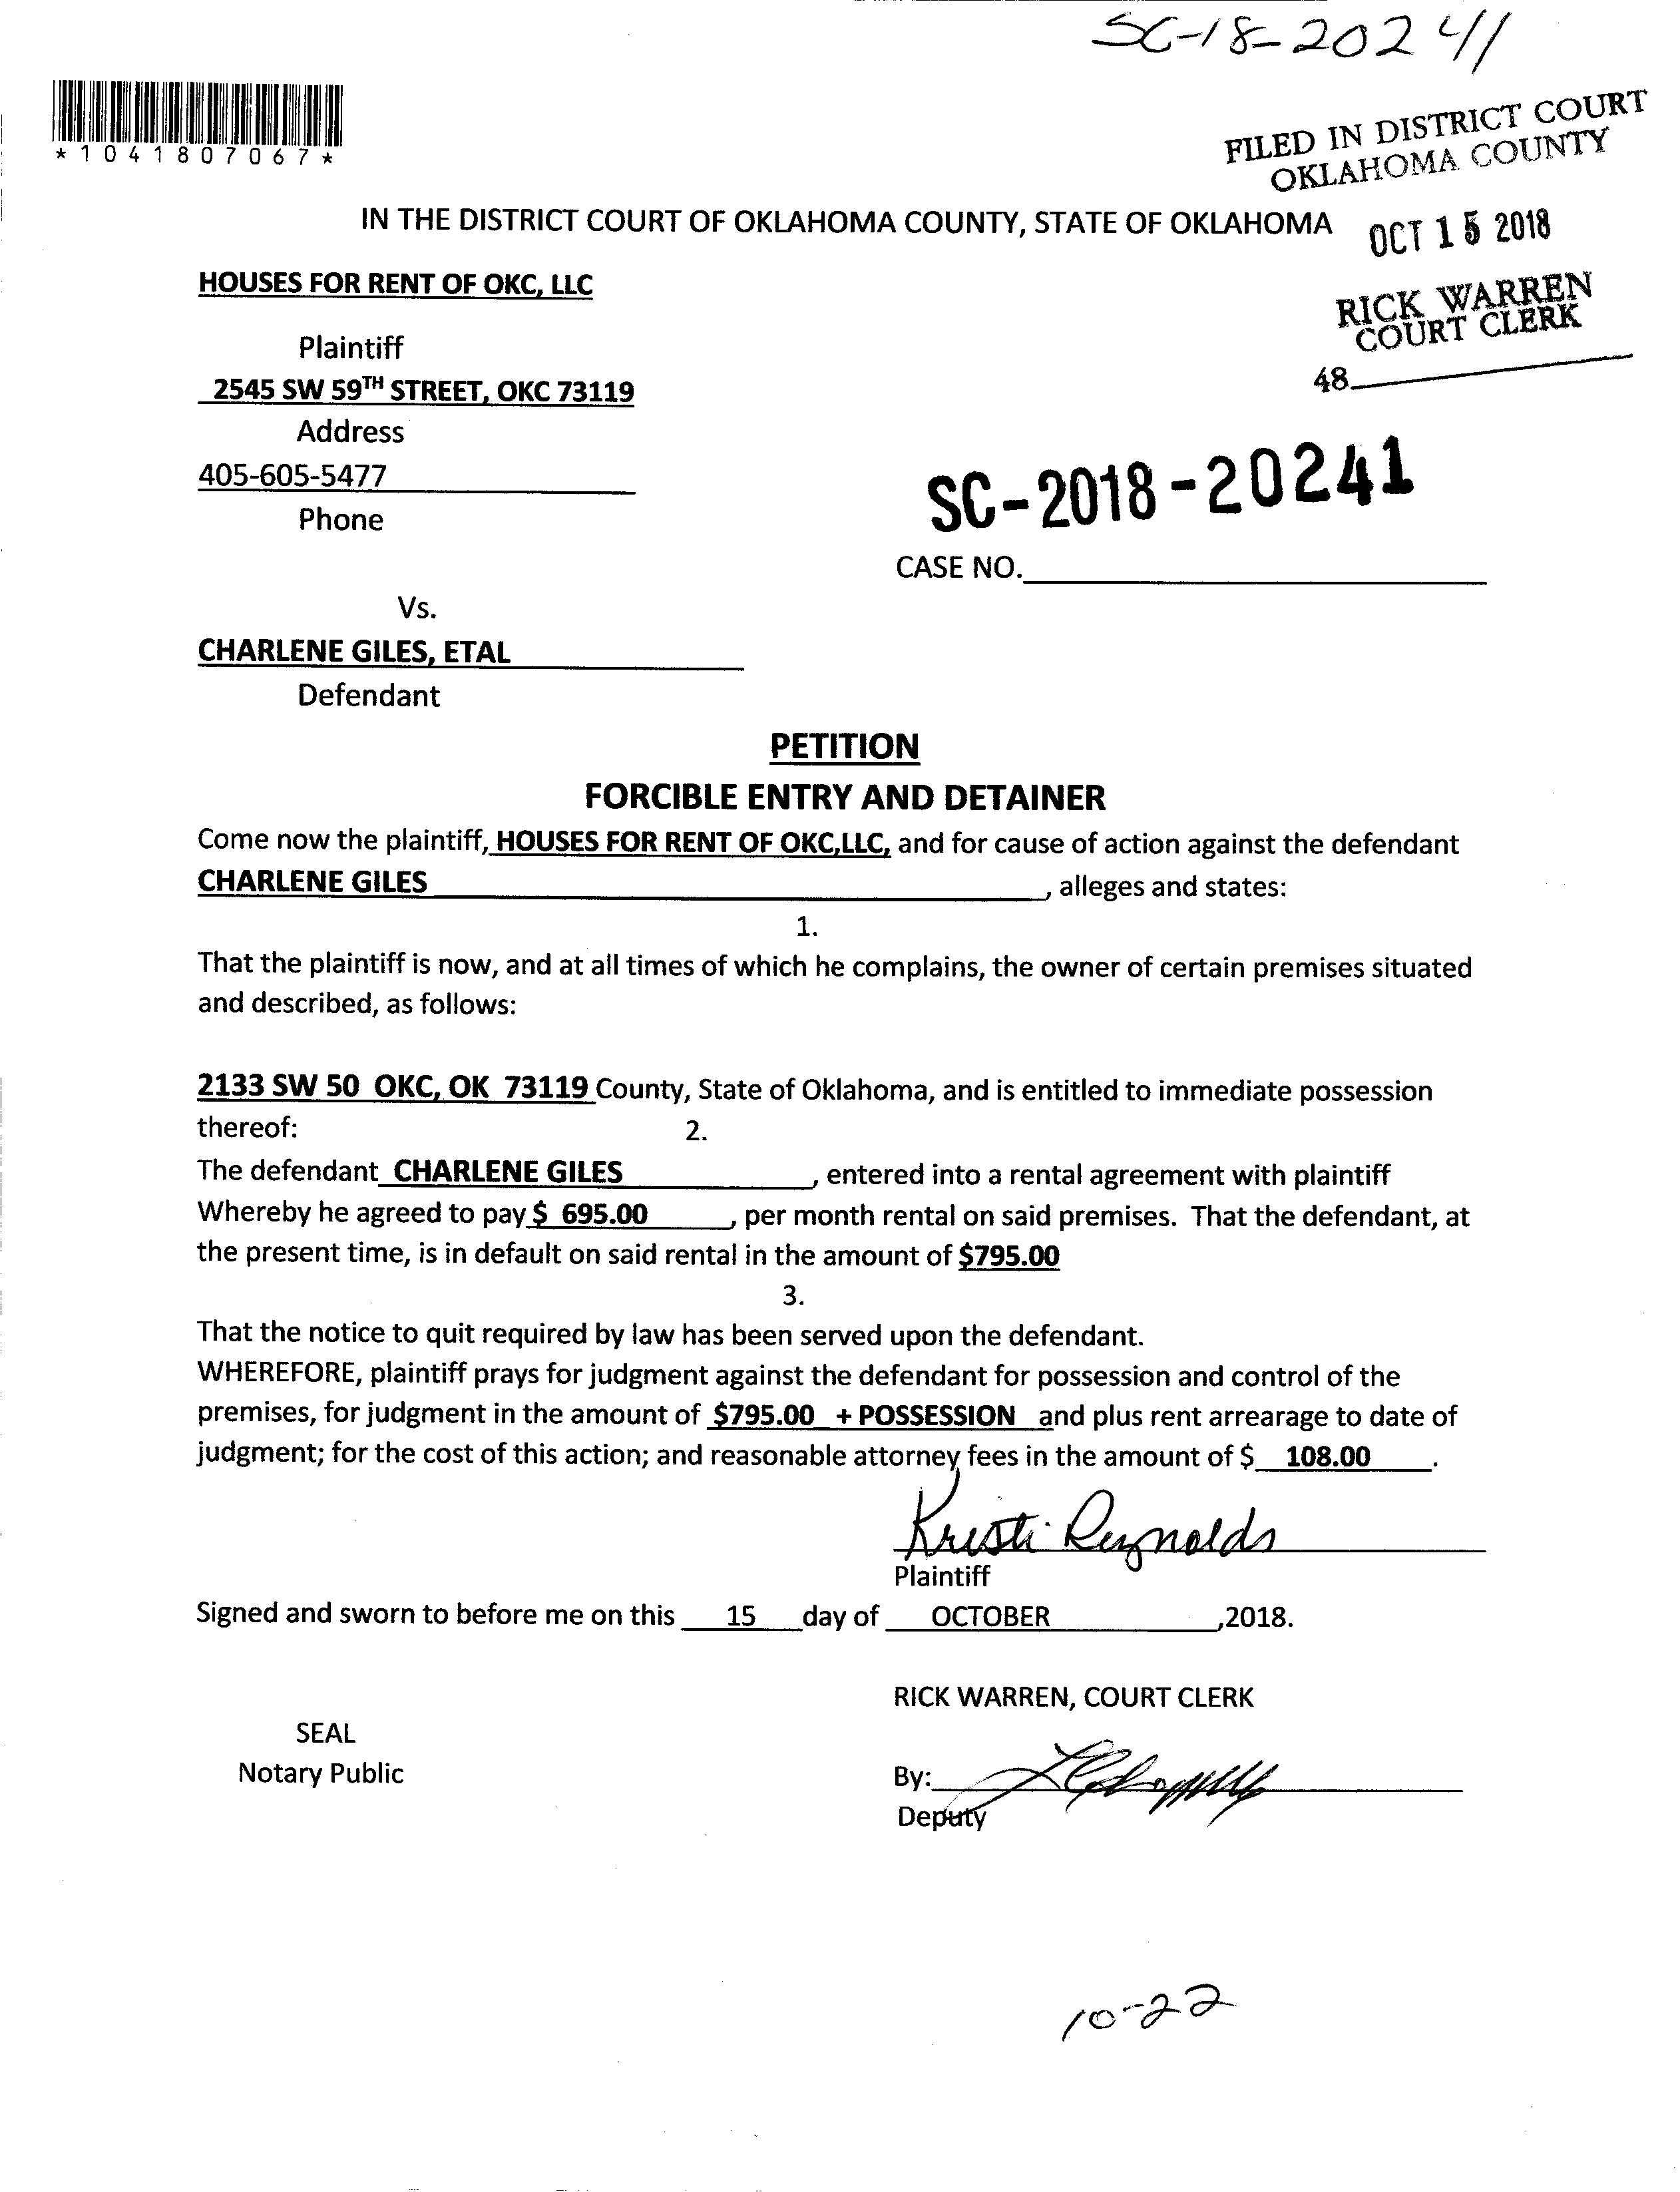 SC-18-20241
*1041807067*
FILED IN DISTRICT COURT
OKLAHOMA COUNTY
IN THE DISTRICT COURT OF OKLAHOMA COUNTY, STATE OF OKLAHOMA
OCT 15 2018
HOUSES FOR RENT OF OKC, LLC
RICK WARREN
COURT CLERK
Plaintiff
48
2545 SW 59TH STREET, OKC 73119
Address
405-605-5477
Phone
SC-2018-20241
CASE NO.
Vs.
CHARLENE GILES, ETAL
Defendant
PETITION
FORCIBLE ENTRY AND DETAINER
Come now the plaintiff, HOUSES FOR RENT OF OKC,LLC, and for cause of action against the defendant
CHARLENE GILES, alleges and states:
1.
That the plaintiff is now, and at all times of which he complains, the owner of certain premises situated
and described, as follows:
2133 SW 50 OKC, OK 73119 County, State of Oklahoma, and is entitled to immediate possession
thereof: 2.
The defendant CHARLENE GILES, entered into a rental agreement with plaintiff
Whereby he agreed to pay $ 695.00, per month rental on said premises. That the defendant, at
the present time, is in default on said rental in the amount of $795.00
3.
That the notice to quit required by law has been served upon the defendant.
WHEREFORE, plaintiff prays for judgment against the defendant for possession and control of the
premises, for judgment in the amount of $795.00 + POSSESSION and plus rent arrearage to date of
judgment; for the cost of this action; and reasonable attorney fees in the amount of $ 108.00.
Kristi Reynolds
Plaintiff
Signed and sworn to before me on this 15 day of OCTOBER ,2018.
RICK WARREN, COURT CLERK
SEAL
Notary Public
By:
Deputy
10-22